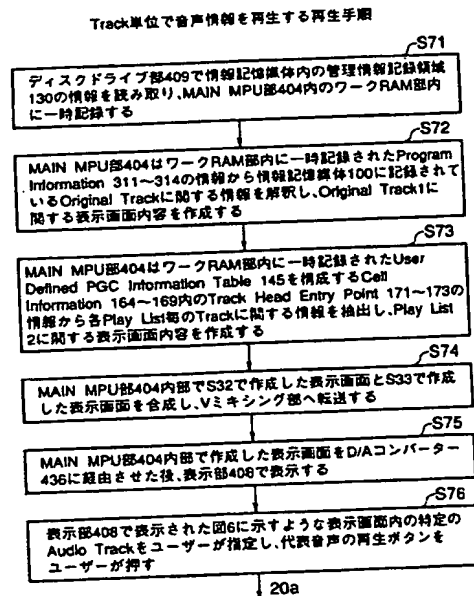 Track単位で音声情報を再生する再生手順
S71
ディスクドライブ部409で情報記憶媒体内の管理情報記録領域
130の情報を読み取り、MAIN MPU部404内のワークRAM部内
に一時記録する
S72
MAIN MPU部404はワークRAM部内に一時記録されたProgram
Information 311〜314の情報から情報記憶媒体100に記録されて
いるOriginal Trackに関する情報を解釈し、Original Track1に
関する表示画面内容を作成する
S73
MAIN MPU部404はワークRAM部内に一時記録されたUser
Defined PGC Information Table 145を構成するCell
Information 164〜169内のTrack Head Entry Point 171〜173の
情報から各Play List毎のTrackに関する情報を抽出し、Play List
2に関する表示画面内容を作成する
S74
MAIN MPU部404内部でS32で作成した表示画面とS33で作成
した表示画面を合成し、Vミキシング部へ転送する
S75
MAIN MPU部404内部で作成した表示画面をD/Aコンバーター
436に経由させた後、表示部408で表示する
S76
表示部408で表示された図6に示すような表示画面内の特定の
Audio Trackをユーザーが指定し、代表音声の再生ボタンを
ユーザーが押す
20a